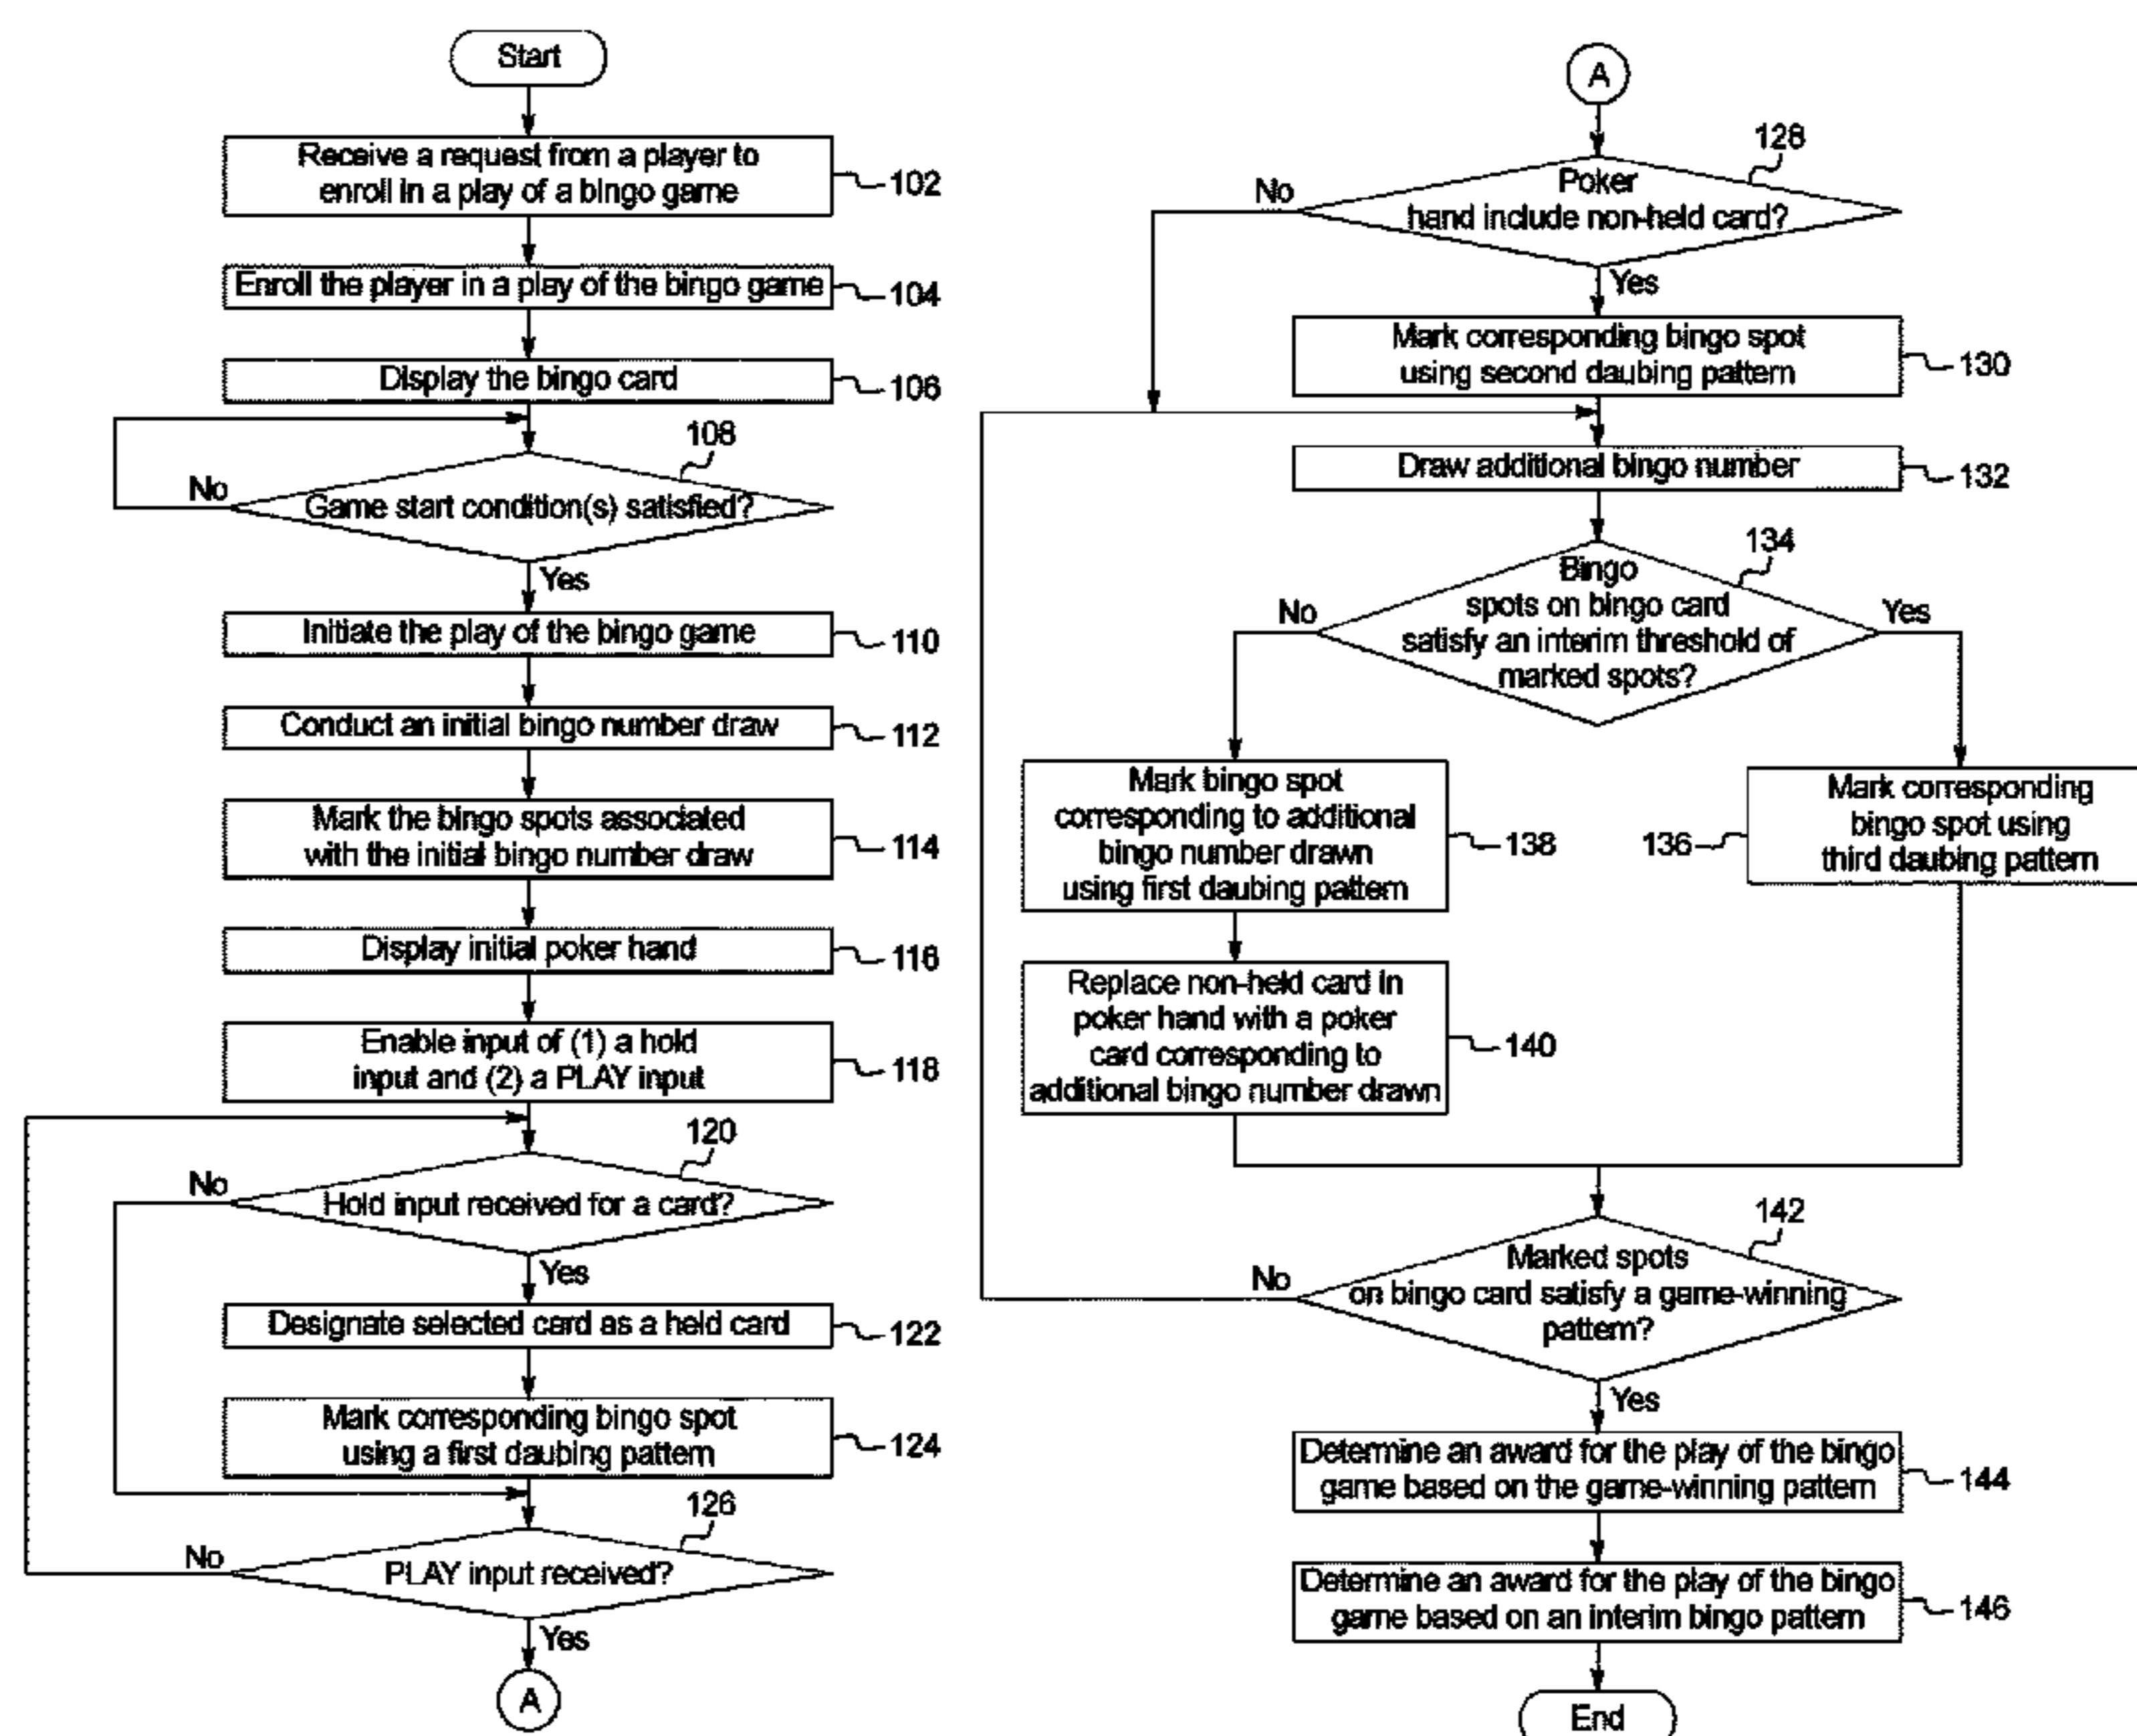 Start
Receive a request from a player to
enroll in a play of a bingo game
102
Enroll the player in a play of the bingo game
104
Display the bingo card
106
108
No
Game start condition(s) satisfied?
Yes
Initiate the play of the bingo game
110
Conduct an initial bingo number draw
112
Mark the bingo spots associated
with the initial bingo number draw
114
Display initial poker hand
116
Enable input of (1) a hold
input and (2) a PLAY input
118
120
No
Hold input received for a card?
Yes
Designate selected card as a held card
122
Mark corresponding bingo spot
using a first daubing pattern
124
126
No
PLAY input received?
Yes
A
A
128
No
Poker
hand include non-held card?
Yes
Mark corresponding bingo spot
using second daubing pattern
130
Draw additional bingo number
132
134
No
Bingo
spots on bingo card
satisfy an interim threshold of
marked spots?
Yes
Mark bingo spot
corresponding to additional
bingo number drawn
using first daubing pattern
138
136
Mark corresponding
bingo spot using
third daubing pattern
Replace non-held card in
poker hand with a poker
card corresponding to
additional bingo number drawn
140
142
No
Marked spots
on bingo card satisfy a game-winning
pattern?
Yes
Determine an award for the play of the bingo
game based on the game-winning pattern
144
Determine an award for the play of the bingo
game based on an interim bingo pattern
146
End